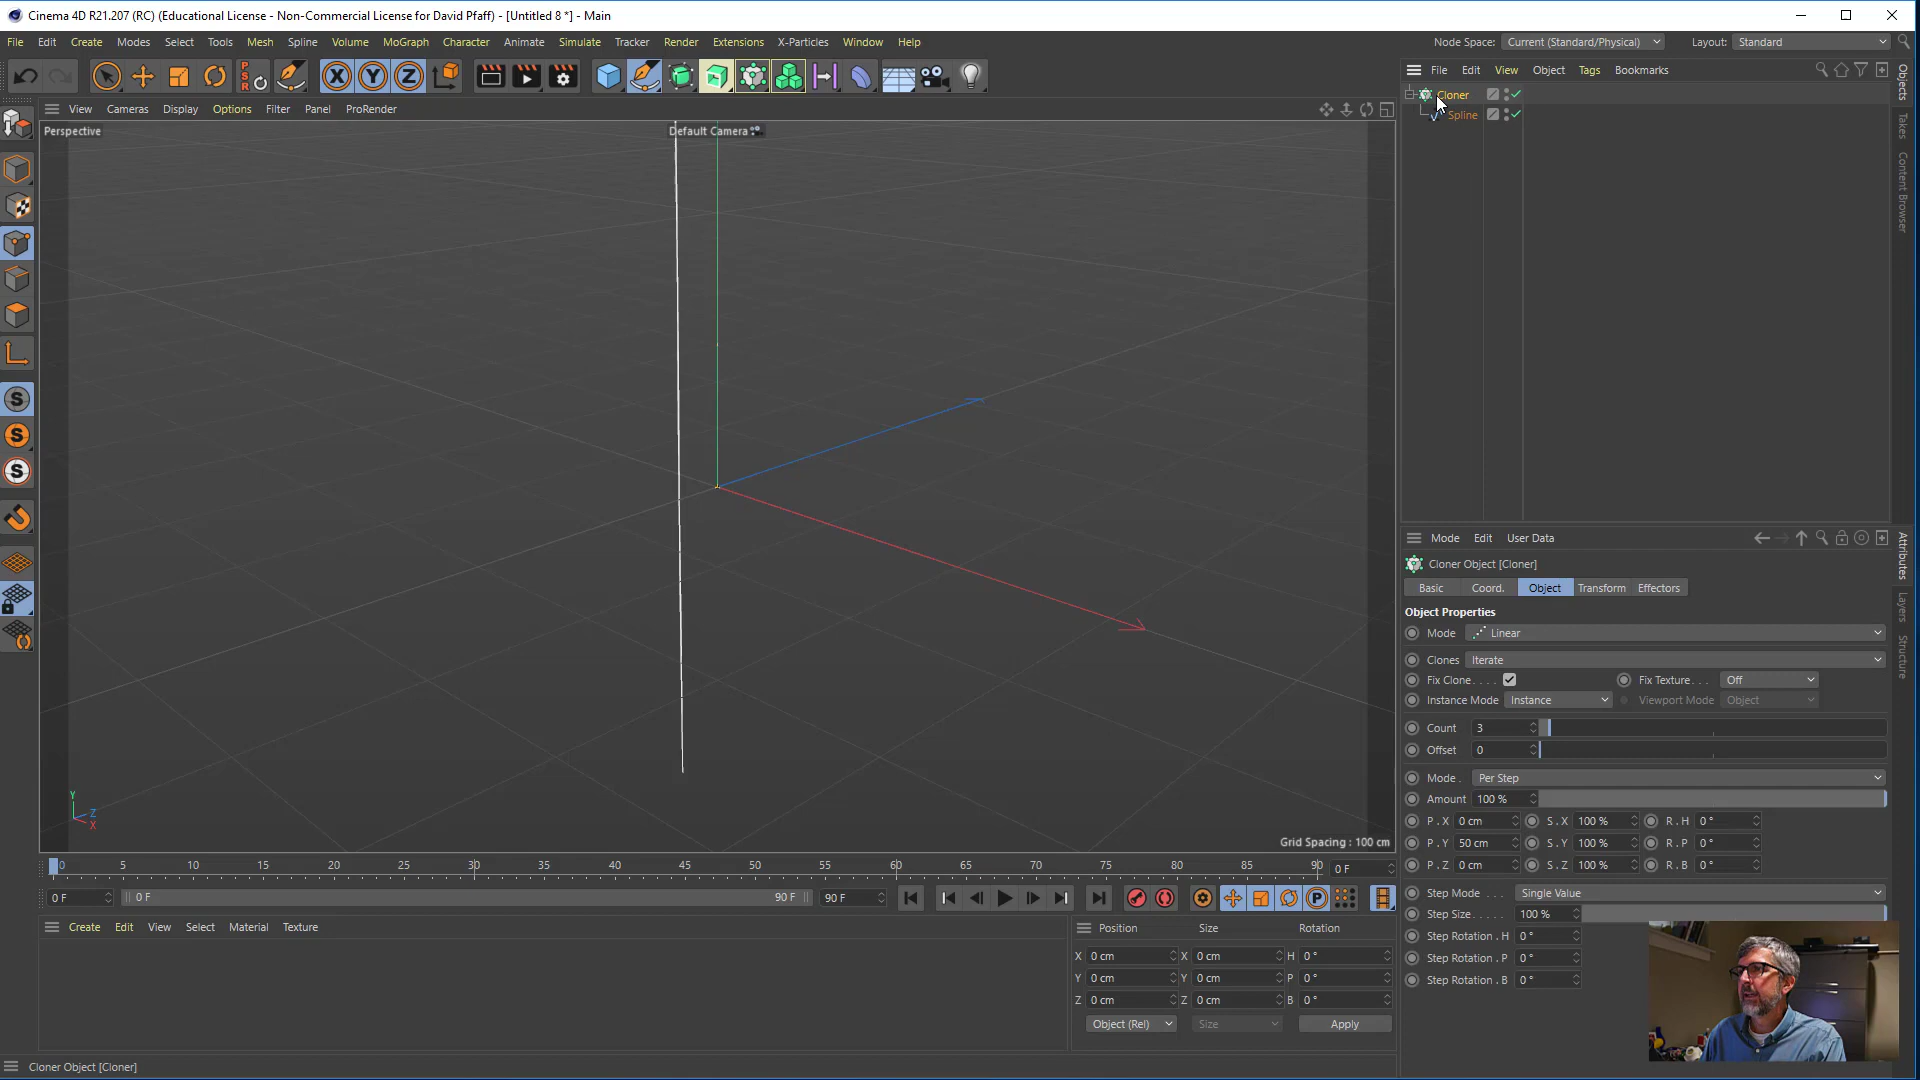 Cinema 4D R21.207 (RC) (Educational License - Non-Commercial License for David Pfaff) - [Untitled 8 *] - Main
File Edit Create Modes Select Tools Mesh Spline Volume MoGraph Character Animate Simulate Tracker Render Extensions X-Particles Window Help Node Space: Current (Standard/Physical) Layout: Standard
PSR X Y Z File Edit View Object Tags Bookmarks
View Cameras Display Options Filter Panel ProRender
Perspective Default Camera
Cloner
Spline
Objects
Takes
Content Browser
Mode Edit User Data
Cloner Object [Cloner]
Basic Coord. Object Transform Effectors
Object Properties
Mode Linear
Clones Iterate
Fix Clone.... Fix Texture... Off
Instance Mode Instance Viewport Mode Object
Count 3
Offset 0
Mode. Per Step
Amount 100 %
P . X 0 cm S . X 100 % R . H 0 °
P . Y 50 cm S . Y 100 % R . P 0 °
P . Z 0 cm S . Z 100 % R . B 0 °
Step Mode ... Single Value
Step Size..... 100 %
Step Rotation . H 0 °
Step Rotation . P 0 °
Step Rotation . B 0 °
Attributes
Layers
Structure
S
S
S
Y
Z
X
Grid Spacing : 100 cm
0 5 10 15 20 25 30 35 40 45 50 55 60 65 70 75 80 85 90 0 F
0 F 0 F 90 F 90 F P
Create Edit View Select Material Texture
Position Size Rotation
X 0 cm X 0 cm H 0 °
Y 0 cm Y 0 cm P 0 °
Z 0 cm Z 0 cm B 0 °
Object (Rel) Size Apply
Cloner Object [Cloner]